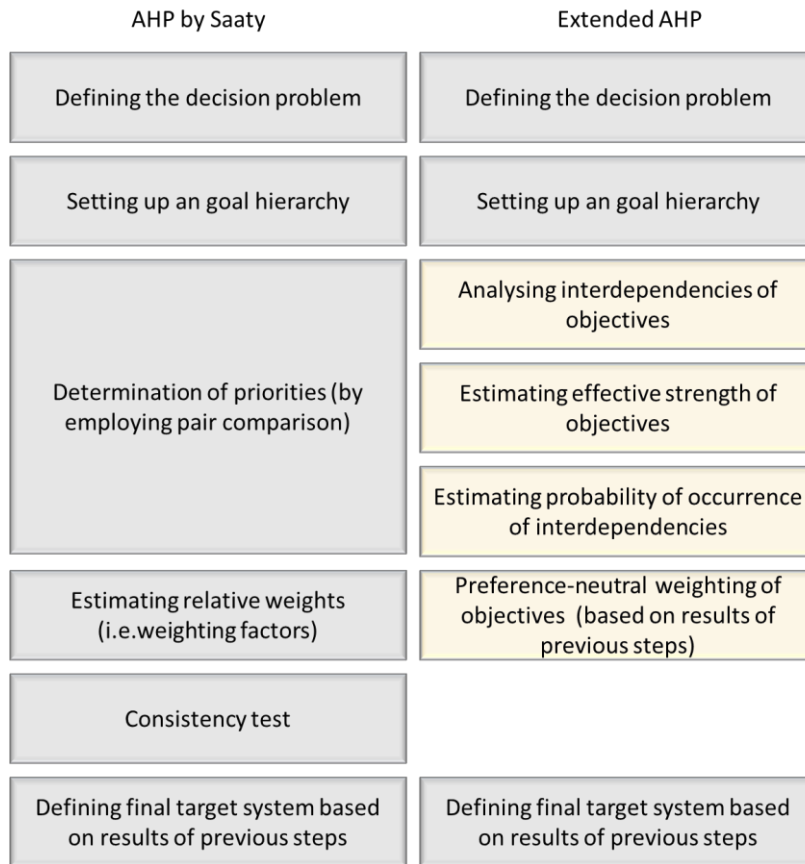 AHP by Saaty
Extended AHP
Defining the decision problem
Defining the decision problem
Setting up an goal hierarchy
Setting up an goal hierarchy
Determination of priorities (by
employing pair comparison)
Analysing interdependencies of
objectives
Estimating effective strength of
objectives
Estimating probability of occurrence
of interdependencies
Estimating relative weights
(i.e.weighting factors)
Preference-neutral weighting of
objectives (based on results of
previous steps)
Consistency test
Defining final target system based
on results of previous steps
Defining final target system based
on results of previous steps